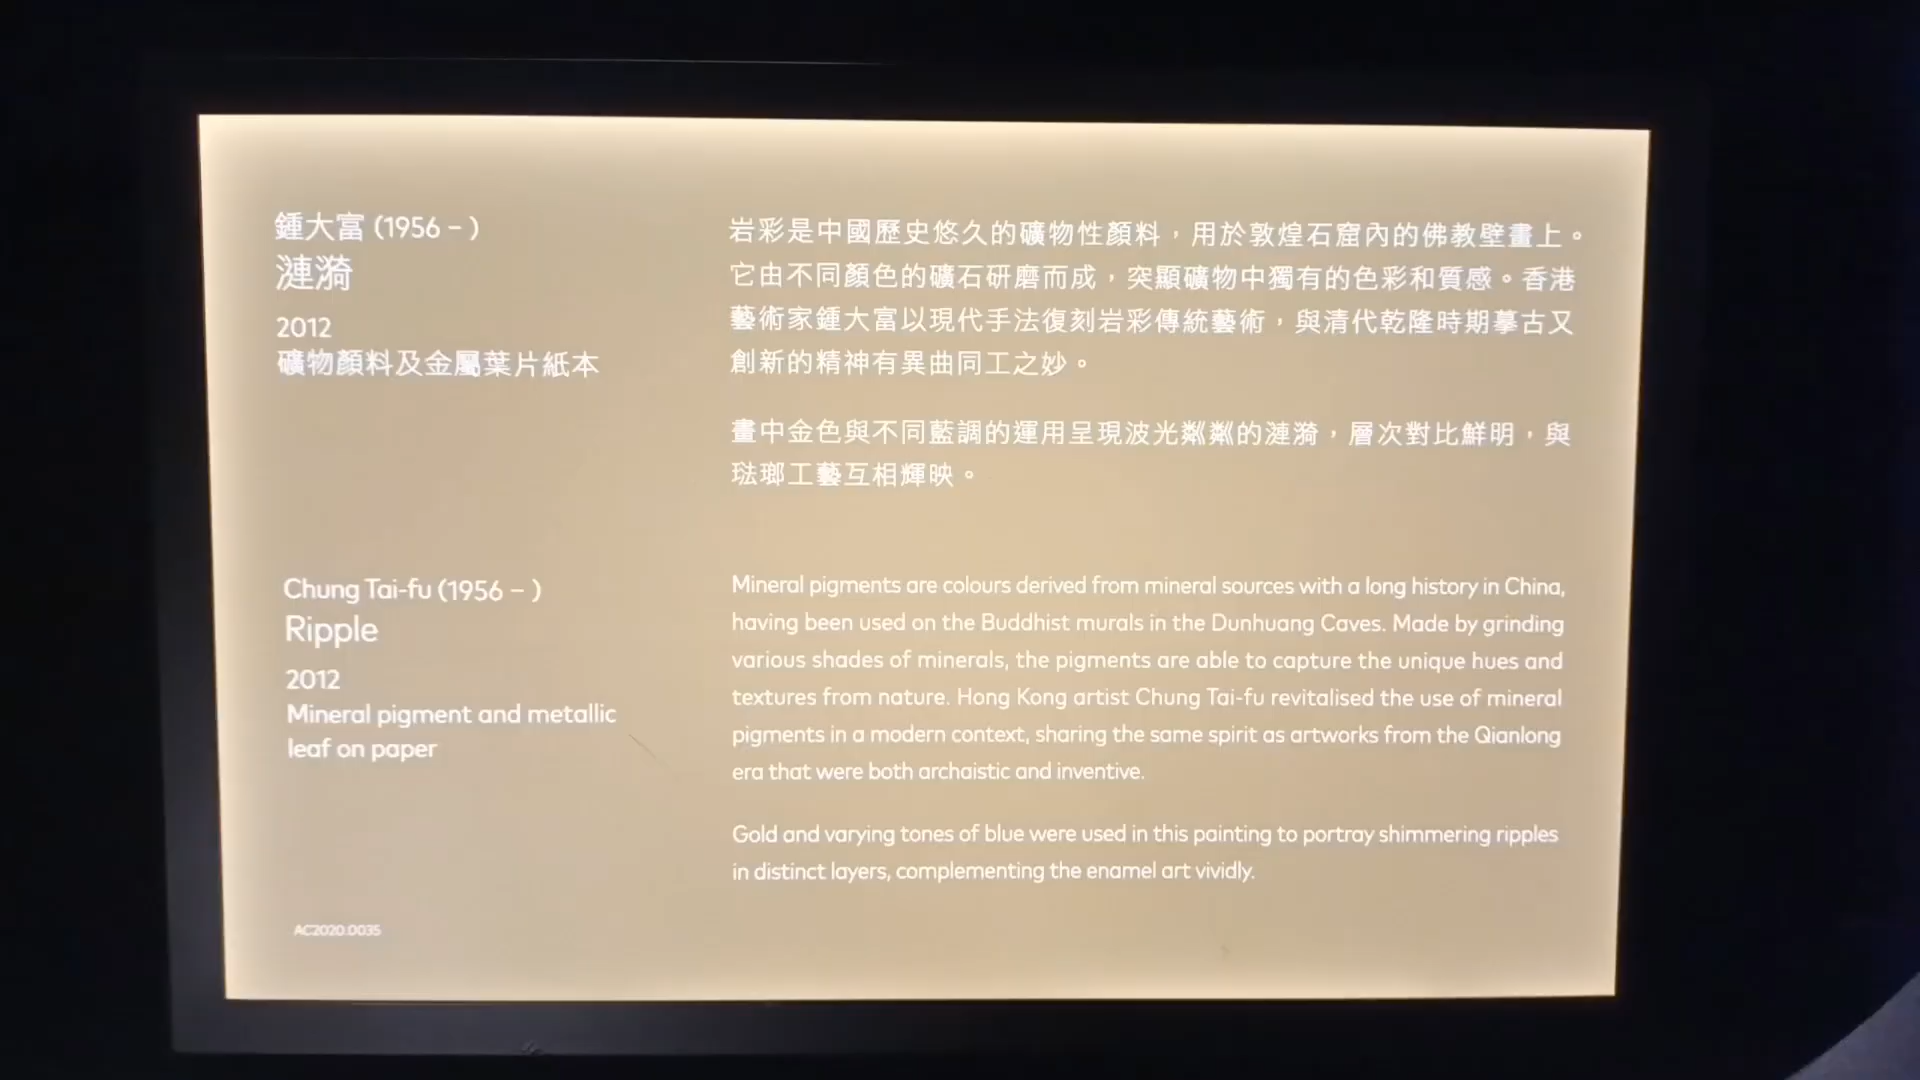 鍾大富 (1956 – )
漣漪
2012
礦物顏料及金屬葉片紙本
岩彩是中國歷史悠久的礦物性顏料，用於敦煌石窟內的佛教壁畫上。
它由不同顏色的礦石研磨而成，突顯礦物中獨有的色彩和質感。香港
藝術家鍾大富以現代手法復刻岩彩傳統藝術，與清代乾隆時期摹古又
創新的精神有異曲同工之妙。
畫中金色與不同藍調的運用呈現波光粼粼的漣漪，層次對比鮮明，與
琺瑯工藝互相輝映。
Chung Tai-fu (1956 – )
Ripple
2012
Mineral pigment and metallic
leaf on paper
Mineral pigments are colours derived from mineral sources with a long history in China,
having been used on the Buddhist murals in the Dunhuang Caves. Made by grinding
various shades of minerals, the pigments are able to capture the unique hues and
textures from nature. Hong Kong artist Chung Tai-fu revitalised the use of mineral
pigments in a modern context, sharing the same spirit as artworks from the Qianlong
era that were both archaistic and inventive.
Gold and varying tones of blue were used in this painting to portray shimmering ripples
in distinct layers, complementing the enamel art vividly.
AC2020.0035